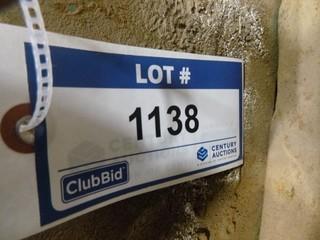 LOT #
1138
CENTURY
AUCTIONS
ClubBid